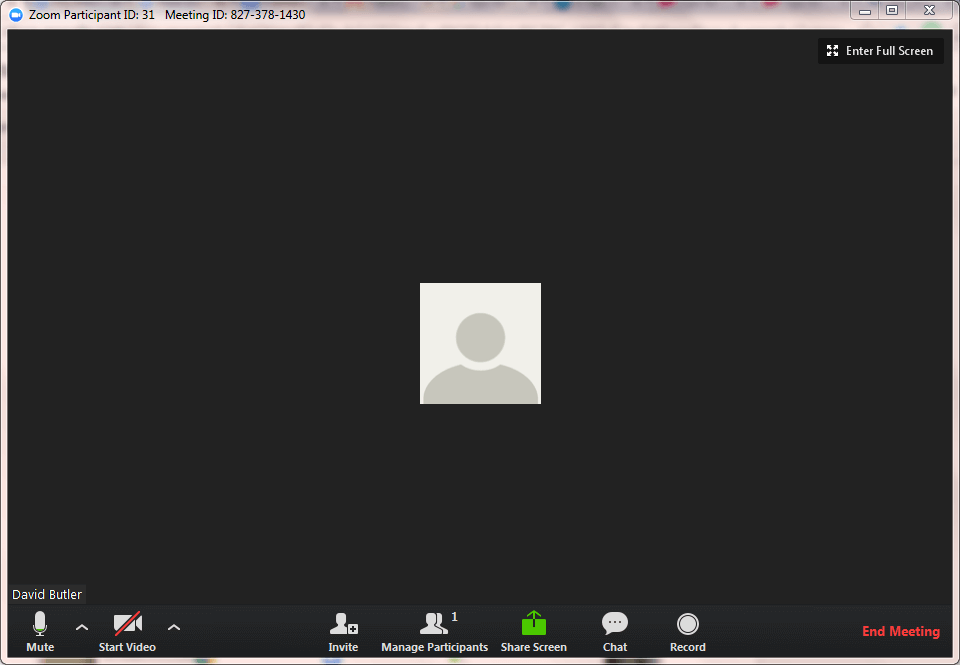 Zoom Participant ID: 31 Meeting ID: 827-378-1430
Enter Full Screen
David Butler
1
Mute Start Video Invite Manage Participants Share Screen Chat Record End Meeting